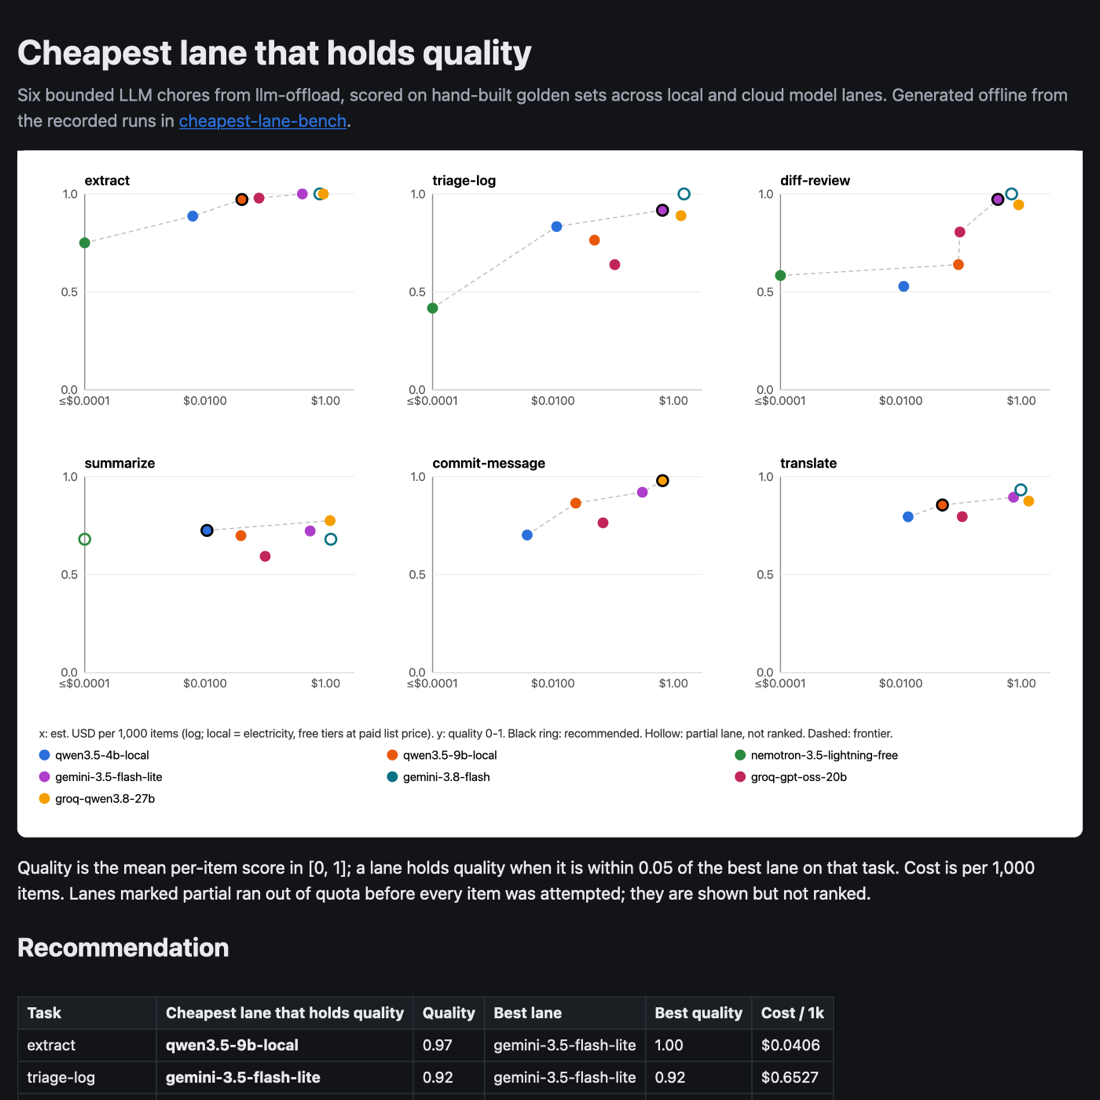 Cheapest lane that holds quality
Six bounded LLM chores from llm-offload, scored on hand-built golden sets across local and cloud model lanes. Generated offline from
the recorded runs in cheapest-lane-bench.
extract
1.0
0.5
0.0
≤$0.0001 $0.0100 $1.00
triage-log
1.0
0.5
0.0
≤$0.0001 $0.0100 $1.00
diff-review
1.0
0.5
0.0
≤$0.0001 $0.0100 $1.00
summarize
1.0
0.5
0.0
≤$0.0001 $0.0100 $1.00
commit-message
1.0
0.5
0.0
≤$0.0001 $0.0100 $1.00
translate
1.0
0.5
0.0
≤$0.0001 $0.0100 $1.00
x: est. USD per 1,000 items (log; local = electricity, free tiers at paid list price). y: quality 0-1. Black ring: recommended. Hollow: partial lane, not ranked. Dashed: frontier.
qwen3.5-4b-local qwen3.5-9b-local nemotron-3.5-lightning-free
gemini-3.5-flash-lite gemini-3.8-flash groq-gpt-oss-20b
groq-qwen3.8-27b
Quality is the mean per-item score in [0, 1]; a lane holds quality when it is within 0.05 of the best lane on that task. Cost is per 1,000
items. Lanes marked partial ran out of quota before every item was attempted; they are shown but not ranked.
Recommendation
Task Cheapest lane that holds quality Quality Best lane Best quality Cost / 1k
extract qwen3.5-9b-local 0.97 gemini-3.5-flash-lite 1.00 $0.0406
triage-log gemini-3.5-flash-lite 0.92 gemini-3.5-flash-lite 0.92 $0.6527